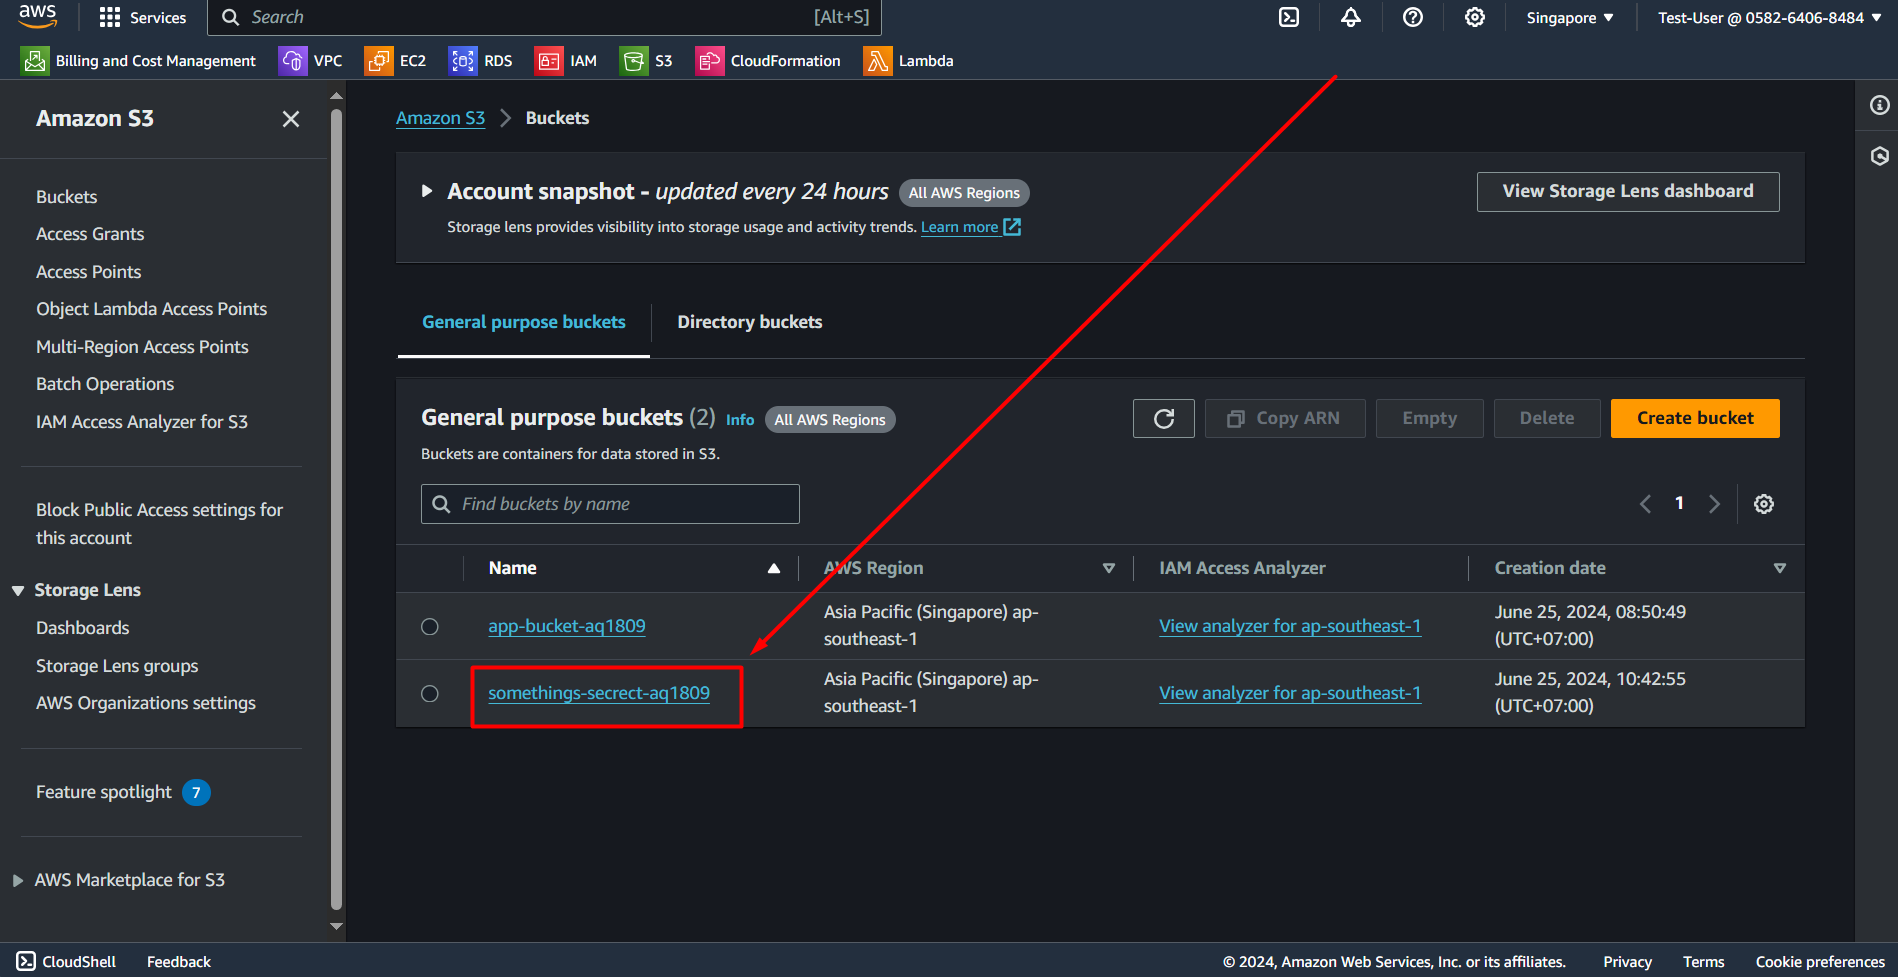 aws
Services
Search
[Alt+S]
Singapore
Test-User @ 0582-6406-8484
Billing and Cost Management
VPC
EC2
RDS
IAM
S3
CloudFormation
Lambda
Amazon S3
Buckets
Access Grants
Access Points
Object Lambda Access Points
Multi-Region Access Points
Batch Operations
IAM Access Analyzer for S3
Block Public Access settings for
this account
Storage Lens
Dashboards
Storage Lens groups
AWS Organizations settings
Feature spotlight 7
AWS Marketplace for S3
Amazon S3 > Buckets
Account snapshot - updated every 24 hours All AWS Regions
Storage lens provides visibility into storage usage and activity trends. Learn more
View Storage Lens dashboard
General purpose buckets
Directory buckets
General purpose buckets (2) Info All AWS Regions
Buckets are containers for data stored in S3.
Copy ARN
Empty
Delete
Create bucket
Find buckets by name
1
Name
AWS Region
IAM Access Analyzer
Creation date
app-bucket-aq1809
Asia Pacific (Singapore) ap-
southeast-1
View analyzer for ap-southeast-1
June 25, 2024, 08:50:49
(UTC+07:00)
somethings-secrect-aq1809
Asia Pacific (Singapore) ap-
southeast-1
View analyzer for ap-southeast-1
June 25, 2024, 10:42:55
(UTC+07:00)
CloudShell
Feedback
© 2024, Amazon Web Services, Inc. or its affiliates.
Privacy
Terms
Cookie preferences